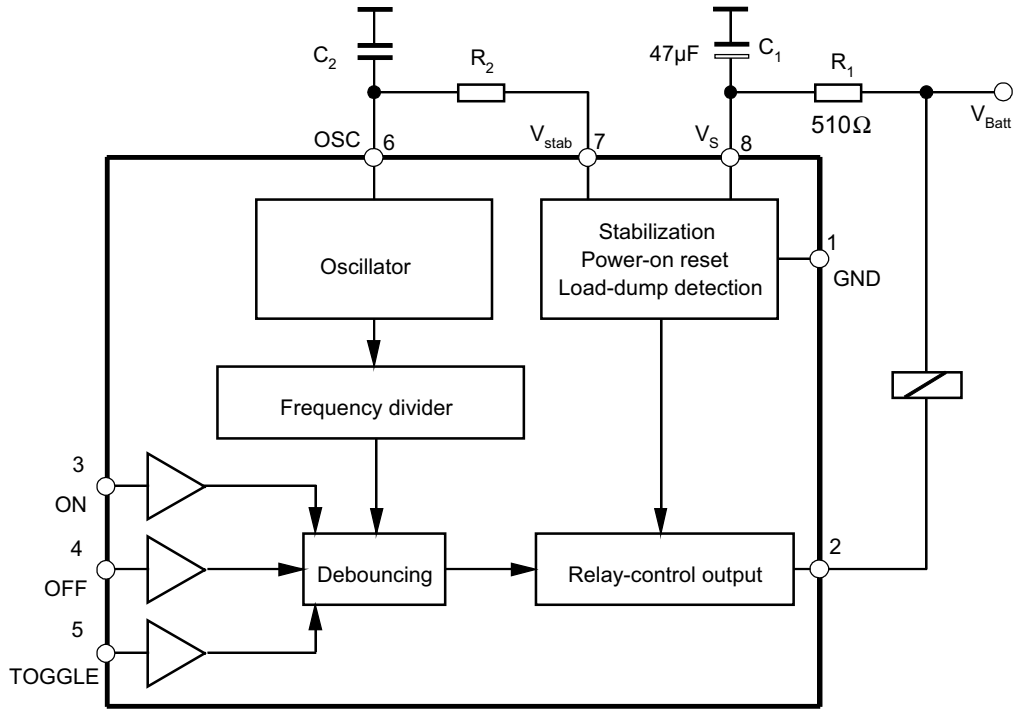 C2
R2
47µF
C1
R1
510Ω
VBatt
OSC
6
Vstab
7
VS
8
Oscillator
Stabilization
Power-on reset
Load-dump detection
1
GND
Frequency divider
3
ON
4
OFF
5
TOGGLE
Debouncing
Relay-control output
2